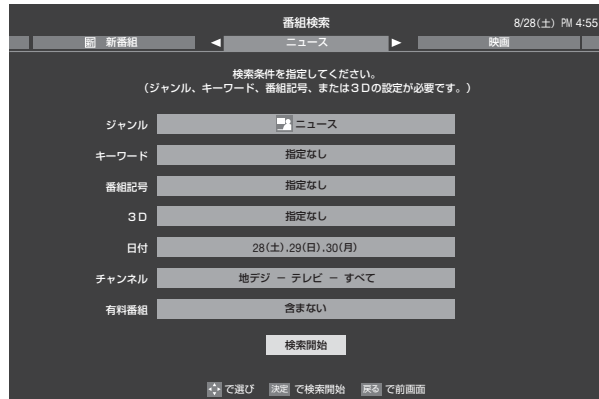 番組検索 8/28(土) PM 4:55
新番組 ◀ ニュース ▶ 映画
検索条件を指定してください。
(ジャンル、キーワード、番組記号、または3Dの設定が必要です。)
ジャンル ニュース
キーワード 指定なし
番組記号 指定なし
3D 指定なし
日付 28(土).29(日).30(月)
チャンネル 地デジ － テレビ － すべて
有料番組 含まない
検索開始
で選び 決定 で検索開始 戻る で前画面